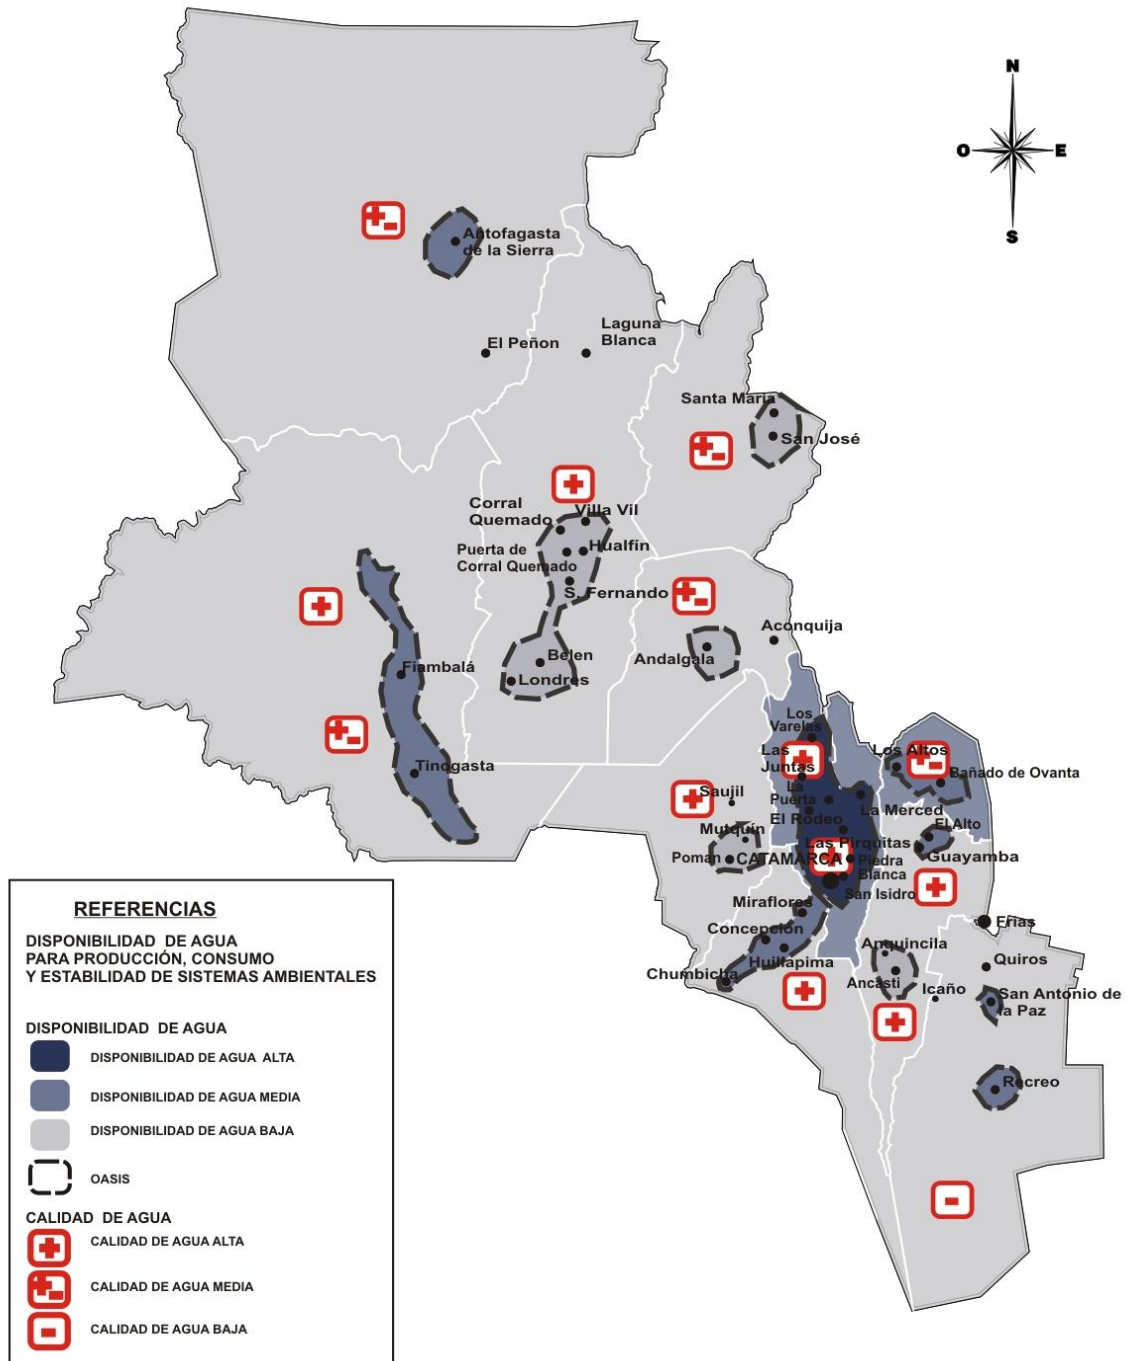 N
O
E
S
Antofagasta
de la Sierra
El Peñon
Laguna
Blanca
Santa María
San José
Corral
Quemado
Villa Vil
Puerta de
Corral Quemado
Hualfín
S. Fernando
Belen
Londres
Andalgala
Aconquija
Fiambalá
Tinogasta
Los
Varelas
Las
Juntas
La
Puerta
El Rodeo
La Merced
Los Altos
Bañado de Ovanta
El Alto
Guayamba
Saujil
Mutquín
Poman
Las Pirquitas
CATAMARCA
Piedra
Blanca
San Isidro
Miraflores
Concepción
Huillapima
Chumbicha
Anquincila
Ancasti
Icaño
Frias
Quiros
San Antonio de
la Paz
Recreo
REFERENCIAS
DISPONIBILIDAD DE AGUA
PARA PRODUCCIÓN, CONSUMO
Y ESTABILIDAD DE SISTEMAS AMBIENTALES
DISPONIBILIDAD DE AGUA
DISPONIBILIDAD DE AGUA ALTA
DISPONIBILIDAD DE AGUA MEDIA
DISPONIBILIDAD DE AGUA BAJA
OASIS
CALIDAD DE AGUA
CALIDAD DE AGUA ALTA
CALIDAD DE AGUA MEDIA
CALIDAD DE AGUA BAJA